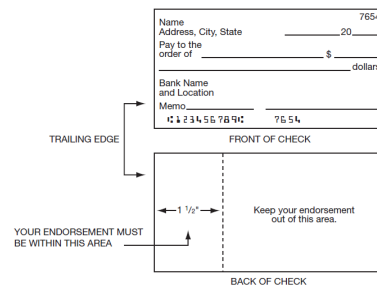 7654
Name
Address, City, State
20
Pay to the
order of $
dollars
Bank Name
and Location
Memo
⑆123456789⑆ 7654
TRAILING EDGE
FRONT OF CHECK
1 1/2"
Keep your endorsement
out of this area.
YOUR ENDORSEMENT MUST
BE WITHIN THIS AREA
BACK OF CHECK